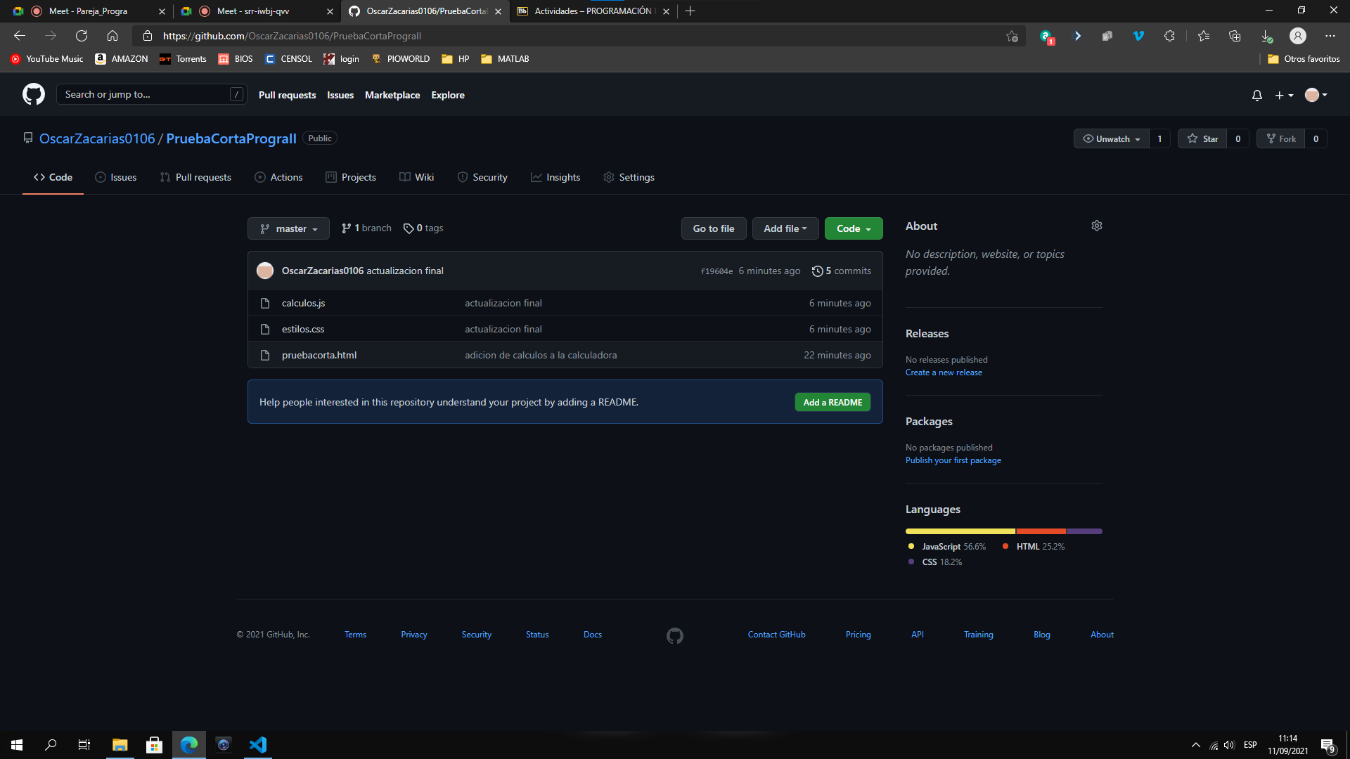 Meet - Pareja_Progra
Meet - srr-iwbj-qvv
OscarZacarias0106/PruebaCorta
Actividades – PROGRAMACIÓN
https://github.com/OscarZacarias0106/PruebaCortaPrograII
1
YouTube Music
AMAZON
Torrents
BIOS
CENSOL
login
PIOWORLD
HP
MATLAB
Otros favoritos
Search or jump to...
/
Pull requests
Issues
Marketplace
Explore
OscarZacarias0106 / PruebaCortaPrograII
Public
Unwatch
1
Star
0
Fork
0
Code
Issues
Pull requests
Actions
Projects
Wiki
Security
Insights
Settings
master
1 branch
0 tags
Go to file
Add file
Code
OscarZacarias0106 actualizacion final
f19604e 6 minutes ago
5 commits
calculos.js
actualizacion final
6 minutes ago
estilos.css
actualizacion final
6 minutes ago
pruebacorta.html
adicion de calculos a la calculadora
22 minutes ago
Help people interested in this repository understand your project by adding a README.
Add a README
About
No description, website, or topics
provided.
Releases
No releases published
Create a new release
Packages
No packages published
Publish your first package
Languages
JavaScript 56.6%
HTML 25.2%
CSS 18.2%
© 2021 GitHub, Inc.
Terms
Privacy
Security
Status
Docs
Contact GitHub
Pricing
API
Training
Blog
About
ESP
11:14
11/09/2021
9